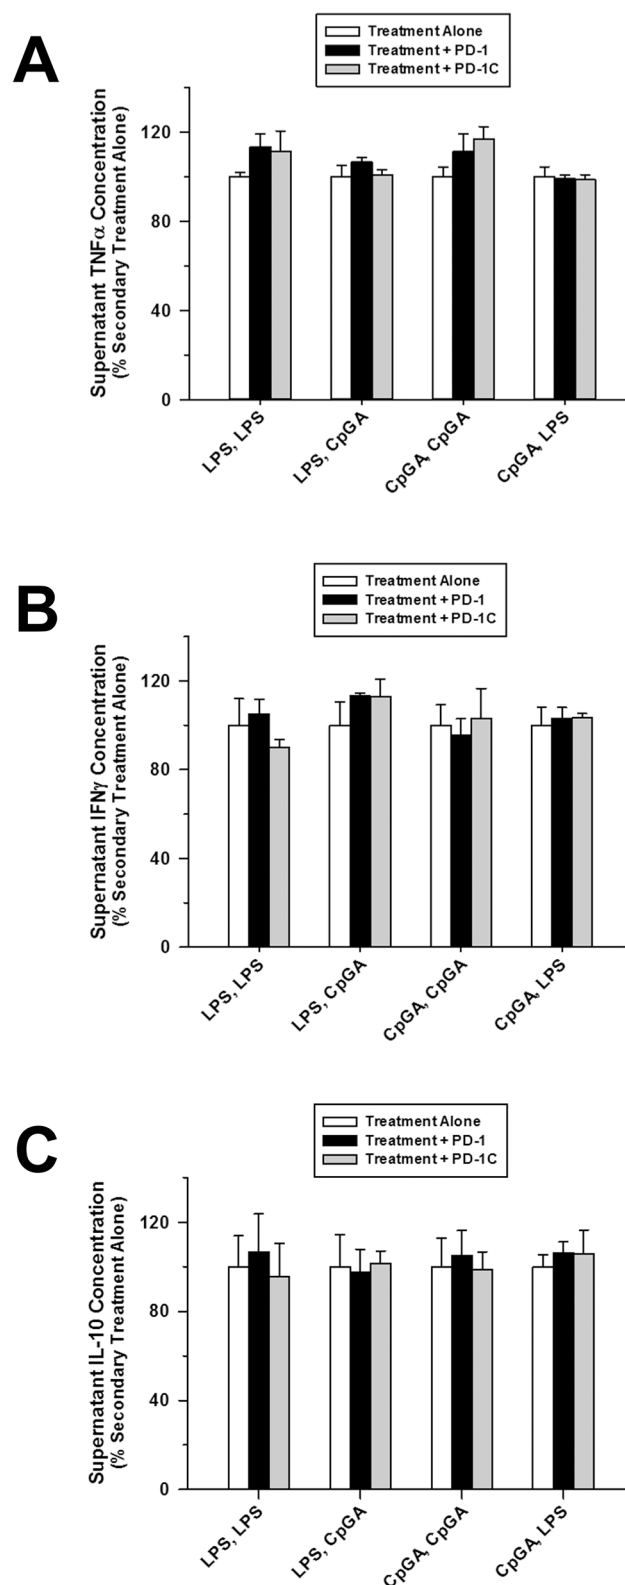 A
Treatment Alone
Treatment + PD-1
Treatment + PD-1C
Supernatant TNFα Concentration
(% Secondary Treatment Alone)
120
80
40
0
LPS, LPS
LPS, CpGA
CpGA, CpGA
CpGA, LPS
B
Treatment Alone
Treatment + PD-1
Treatment + PD-1C
Supernatant IFNγ Concentration
(% Secondary Treatment Alone)
120
80
40
0
LPS, LPS
LPS, CpGA
CpGA, CpGA
CpGA, LPS
C
Treatment Alone
Treatment + PD-1
Treatment + PD-1C
Supernatant IL-10 Concentration
(% Secondary Treatment Alone)
120
80
40
0
LPS, LPS
LPS, CpGA
CpGA, CpGA
CpGA, LPS